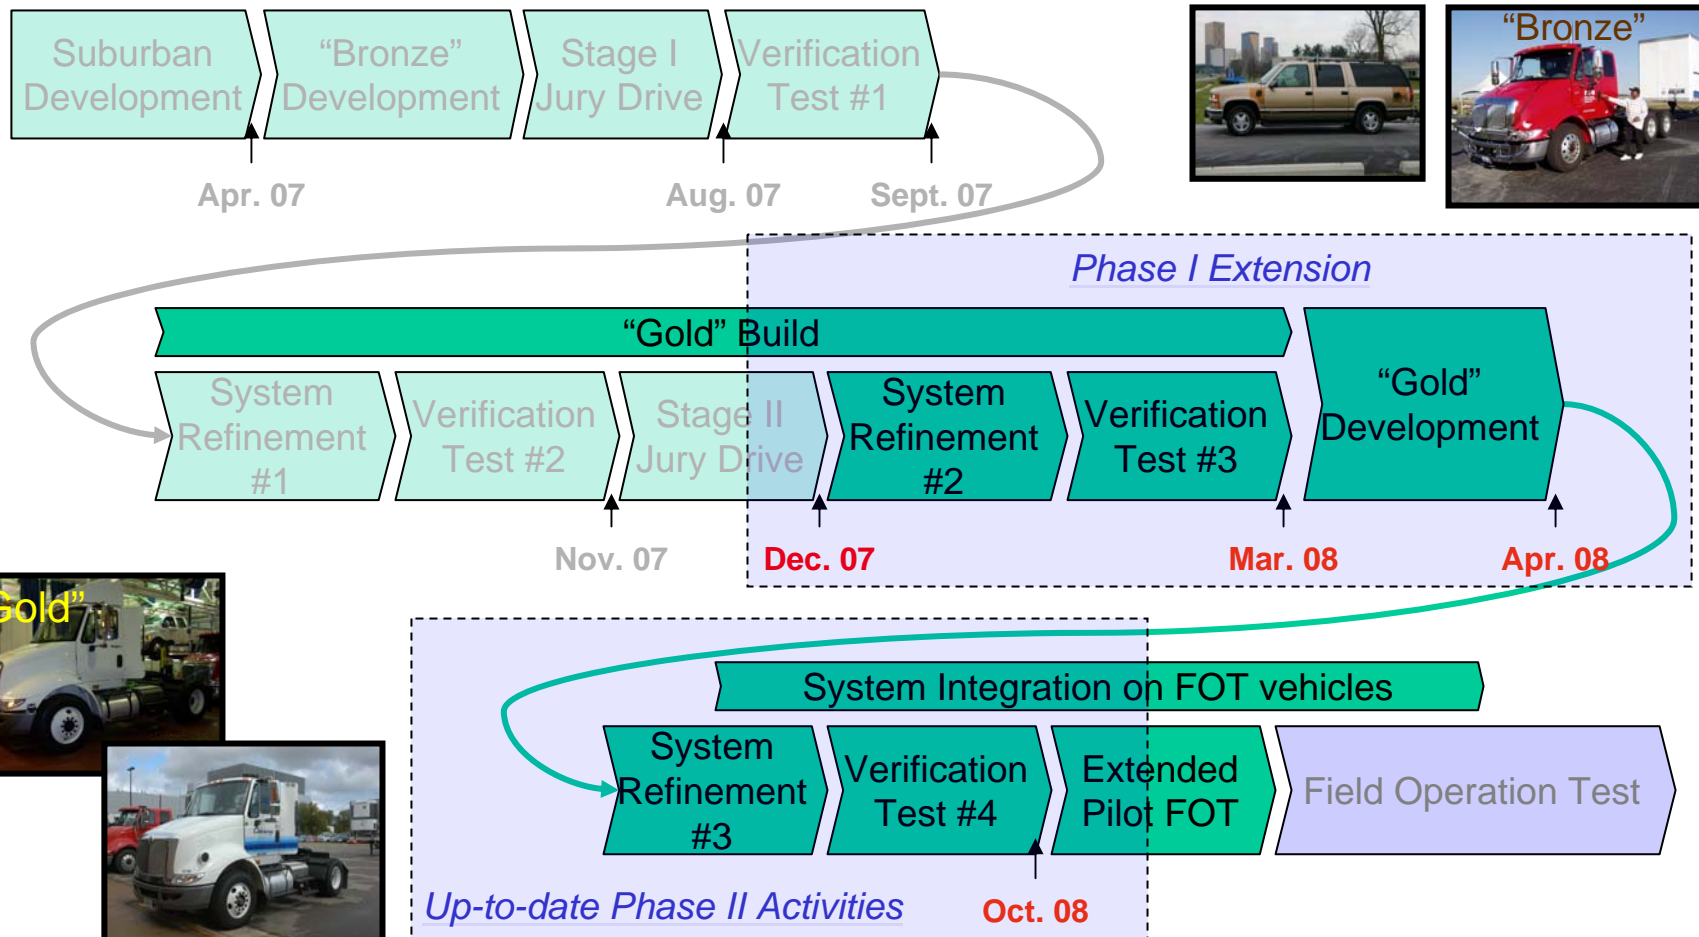 Suburban
Development
“Bronze”
Development
Stage I
Jury Drive
Verification
Test #1
“Bronze”
Apr. 07
Aug. 07
Sept. 07
Phase I Extension
“Gold” Build
System
Refinement
#1
Verification
Test #2
Stage II
Jury Drive
System
Refinement
#2
Verification
Test #3
“Gold”
Development
Nov. 07
Dec. 07
Mar. 08
Apr. 08
Gold”
System Integration on FOT vehicles
System
Refinement
#3
Verification
Test #4
Extended
Pilot FOT
Field Operation Test
Up-to-date Phase II Activities
Oct. 08